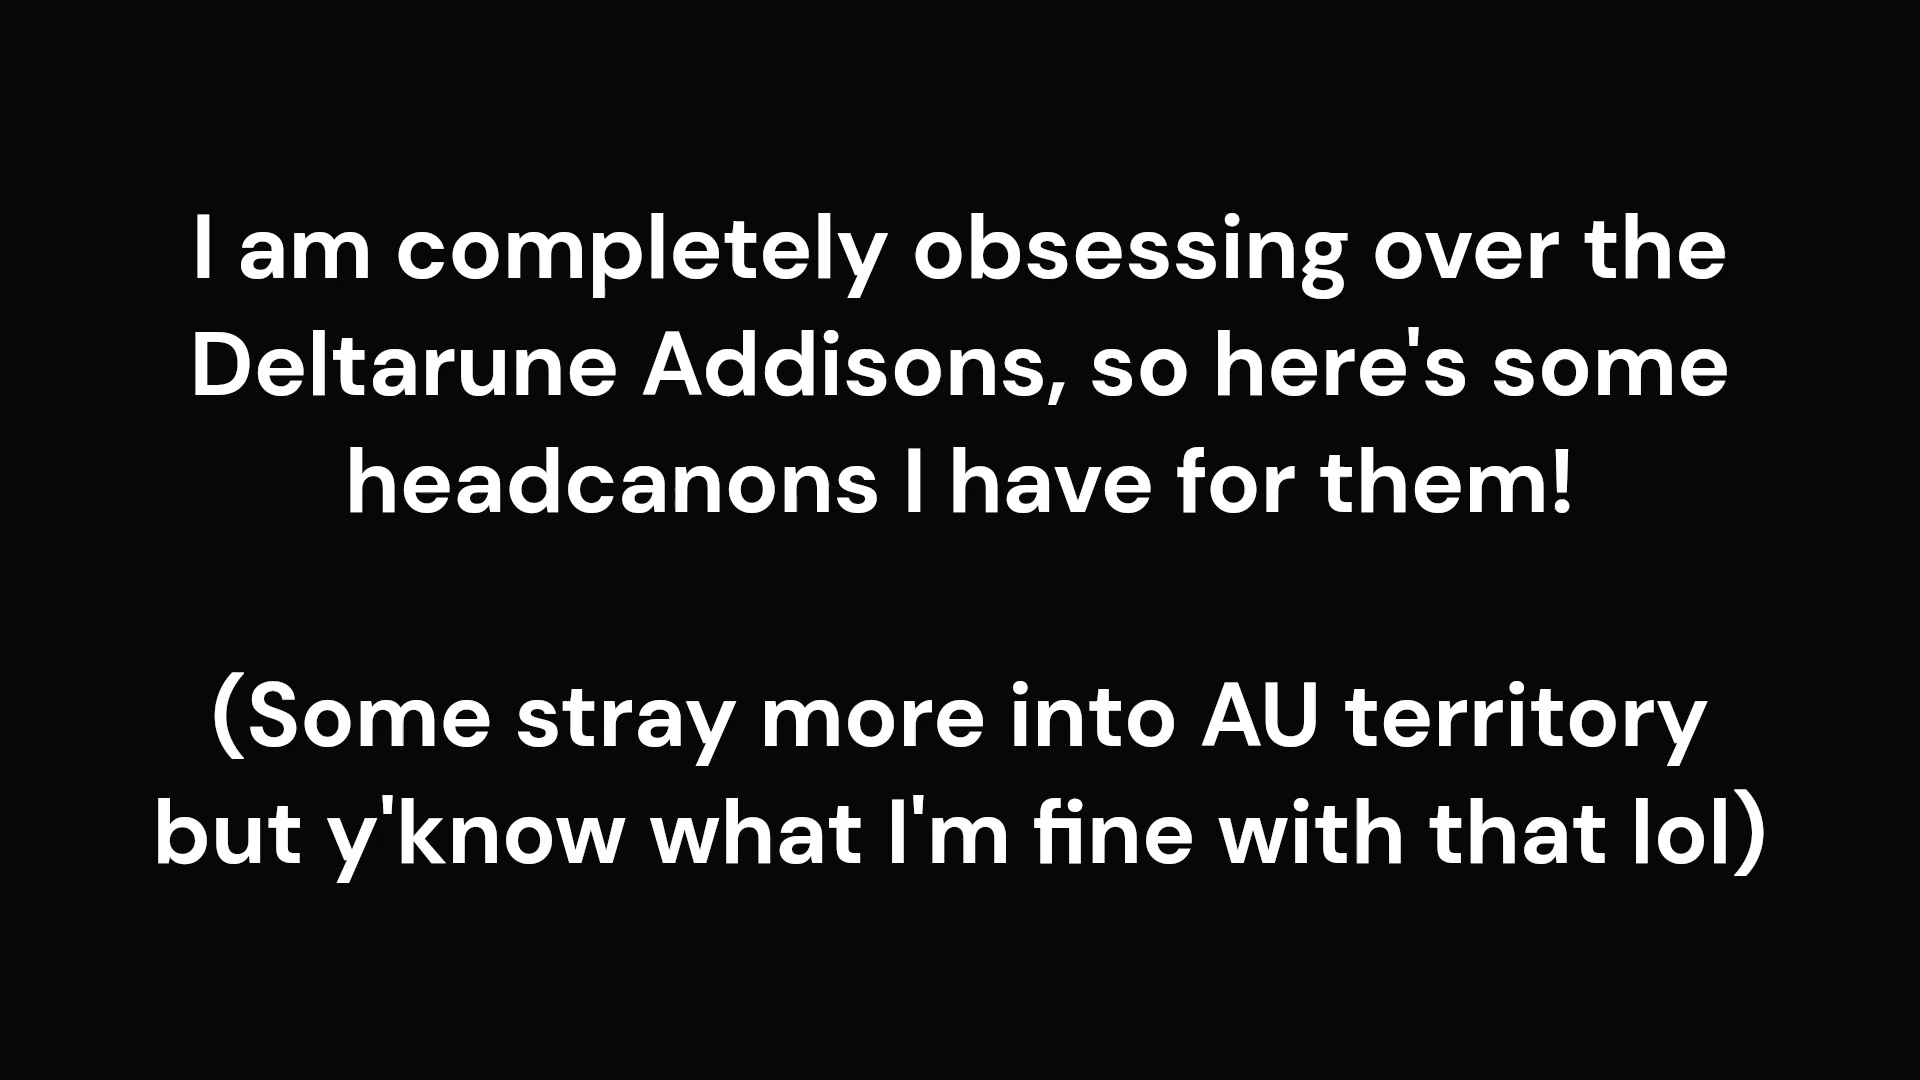 I am completely obsessing over the
Deltarune Addisons, so here's some
headcanons I have for them!
(Some stray more into AU territory
but y'know what I'm fine with that lol)